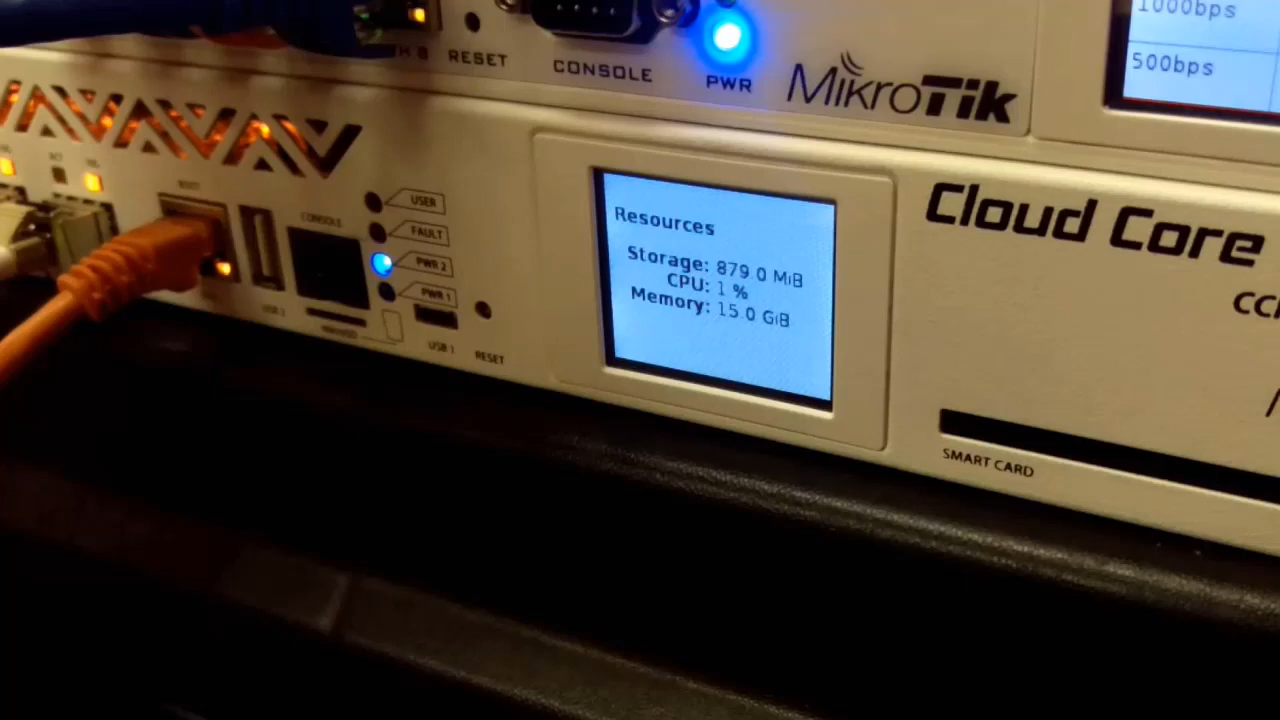 1000bps
500bps
RESET
CONSOLE
PWR
MikroTik
Cloud Core
USER
FAULT
PWR 2
PWR 1
CONSOLE
USB 1
RESET
Resources
Storage: 879.0 MiB
CPU: 1 %
Memory: 15.0 GiB
SMART CARD